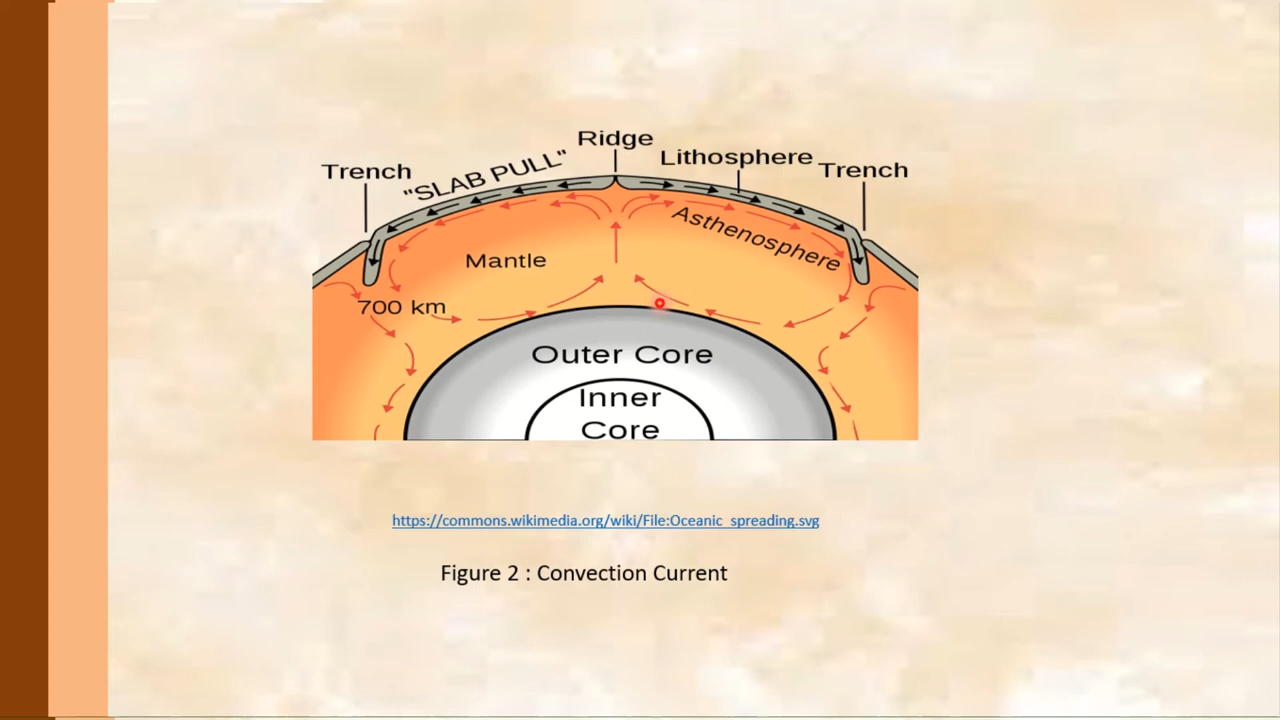 Ridge
"SLAB PULL"
Lithosphere
Trench
Trench
Asthenosphere
Mantle
700 km
Outer Core
Inner
Core
https://commons.wikimedia.org/wiki/File:Oceanic_spreading.svg
Figure 2 : Convection Current